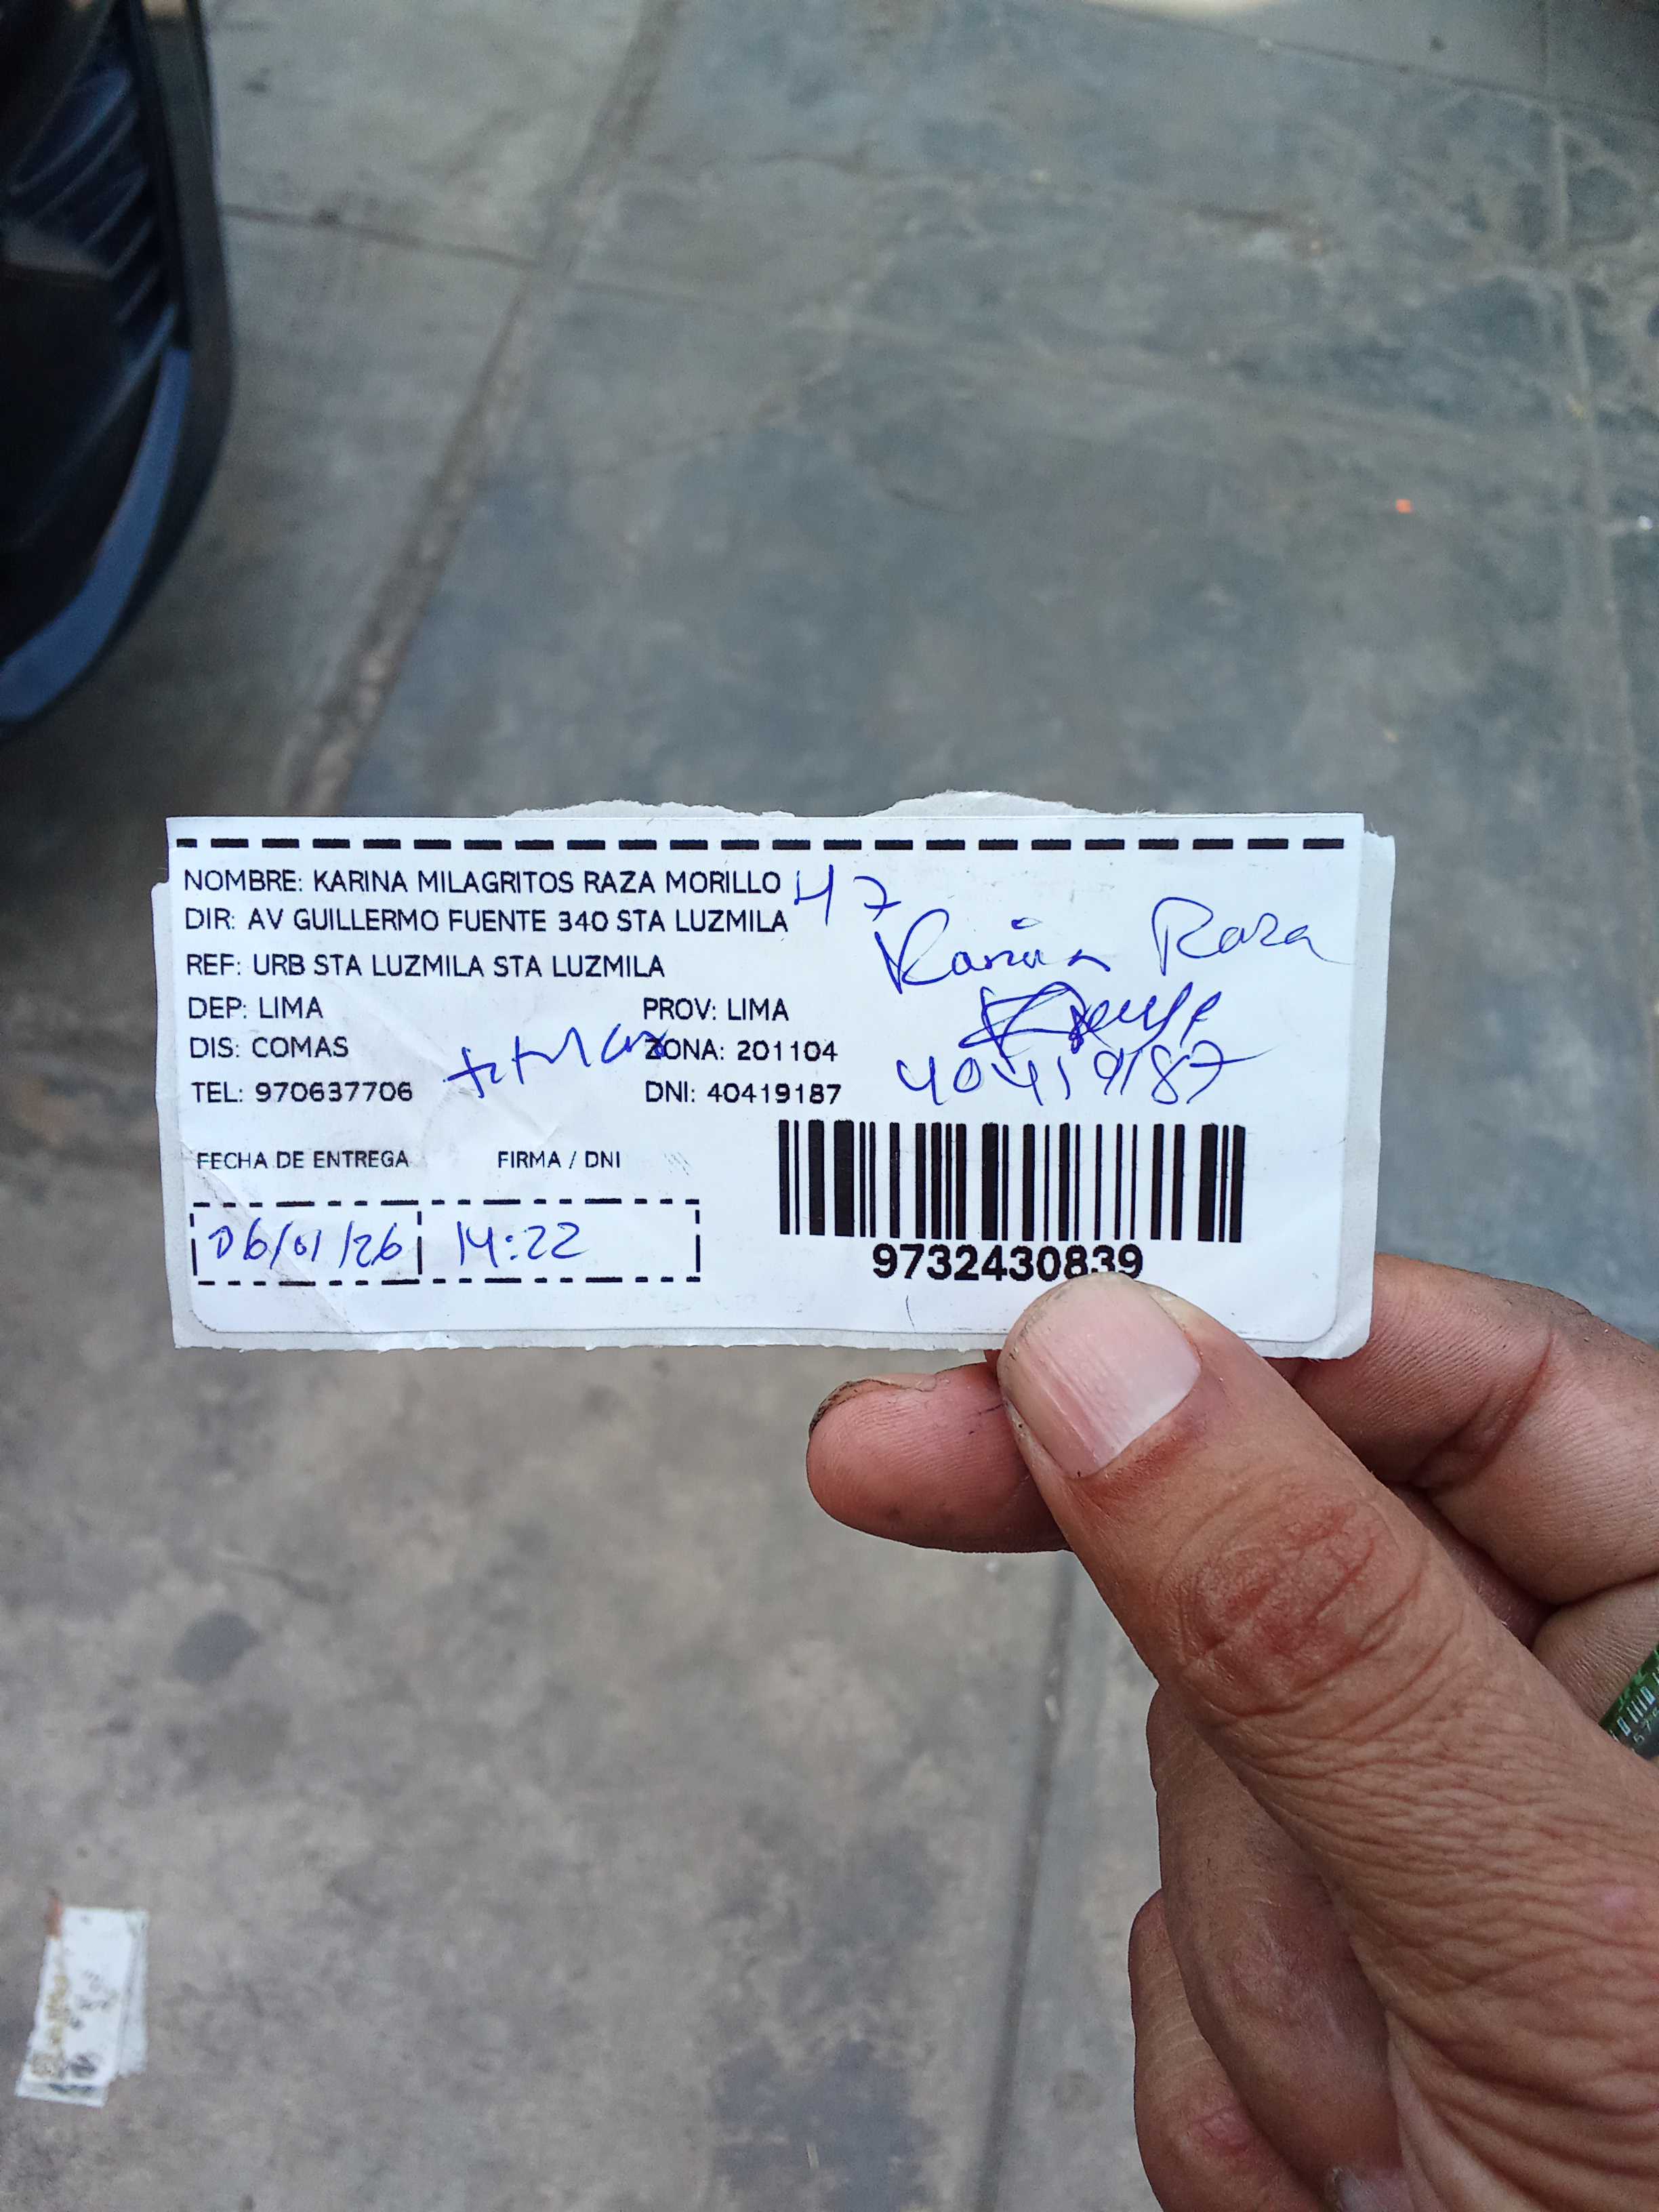 NOMBRE: KARINA MILAGRITOS RAZA MORILLO 47
DIR: AV GUILLERMO FUENTE 340 STA LUZMILA
Karina Raza
REF: URB STA LUZMILA STA LUZMILA
DEP: LIMA PROV: LIMA
DIS: COMAS titular ZONA: 201104
TEL: 970637706 DNI: 40419187 40419187
FECHA DE ENTREGA FIRMA / DNI
06/01/26 14:22
9732430839